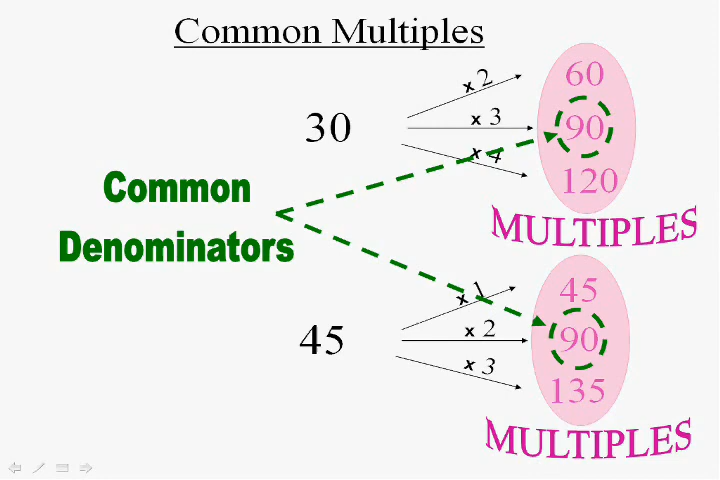 Common Multiples
x 2
60
30
x 3
90
x 4
120
MULTIPLES
Common
Denominators
x 1
45
45
x 2
90
x 3
135
MULTIPLES